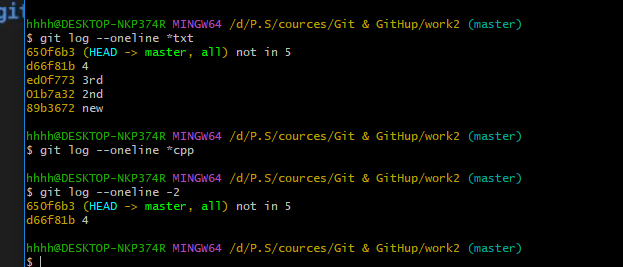 git
hhhh@DESKTOP-NKP374R MINGW64 /d/P.S/cources/Git & GitHup/work2 (master)
$ git log --oneline *txt
650f6b3 (HEAD -> master, all) not in 5
d66f81b 4
ed0f773 3rd
01b7a32 2nd
89b3672 new
hhhh@DESKTOP-NKP374R MINGW64 /d/P.S/cources/Git & GitHup/work2 (master)
$ git log --oneline *cpp
hhhh@DESKTOP-NKP374R MINGW64 /d/P.S/cources/Git & GitHup/work2 (master)
$ git log --oneline -2
650f6b3 (HEAD -> master, all) not in 5
d66f81b 4
hhhh@DESKTOP-NKP374R MINGW64 /d/P.S/cources/Git & GitHup/work2 (master)
$